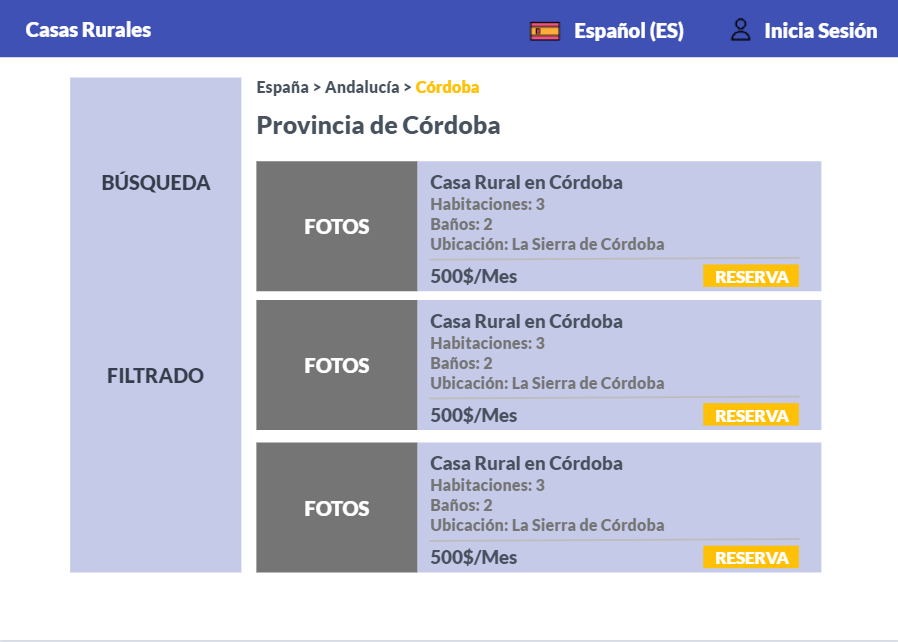 Casas Rurales
Español (ES)
Inicia Sesión
BÚSQUEDA
FILTRADO
España > Andalucía > Córdoba
Provincia de Córdoba
FOTOS
Casa Rural en Córdoba
Habitaciones: 3
Baños: 2
Ubicación: La Sierra de Córdoba
500$/Mes
RESERVA
FOTOS
Casa Rural en Córdoba
Habitaciones: 3
Baños: 2
Ubicación: La Sierra de Córdoba
500$/Mes
RESERVA
FOTOS
Casa Rural en Córdoba
Habitaciones: 3
Baños: 2
Ubicación: La Sierra de Córdoba
500$/Mes
RESERVA